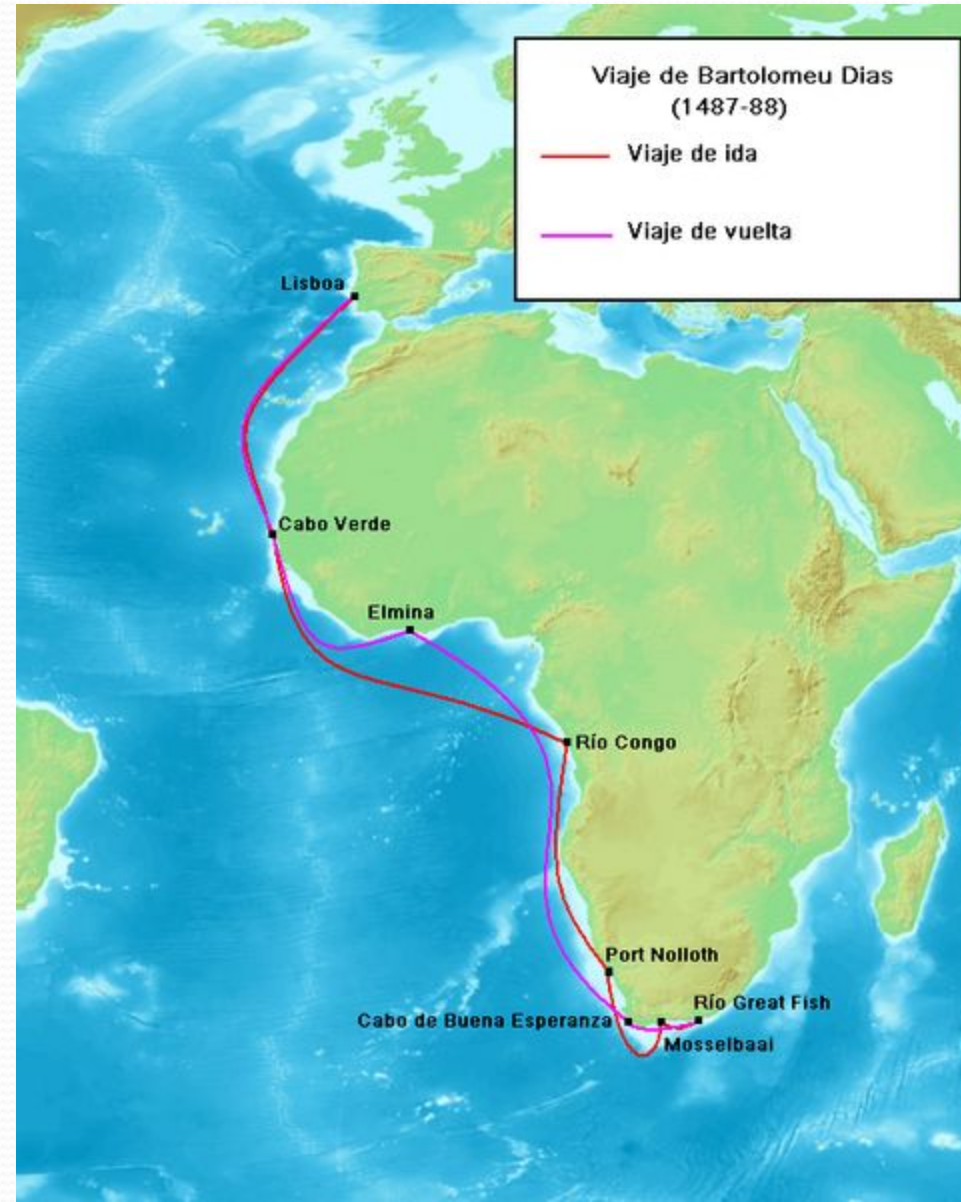 Viaje de Bartolomeu Dias
(1487-88)
Viaje de ida
Viaje de vuelta
Lisboa
Cabo Verde
Elmina
Río Congo
Port Nolloth
Río Great Fish
Cabo de Buena Esperanza
Mosselbaai